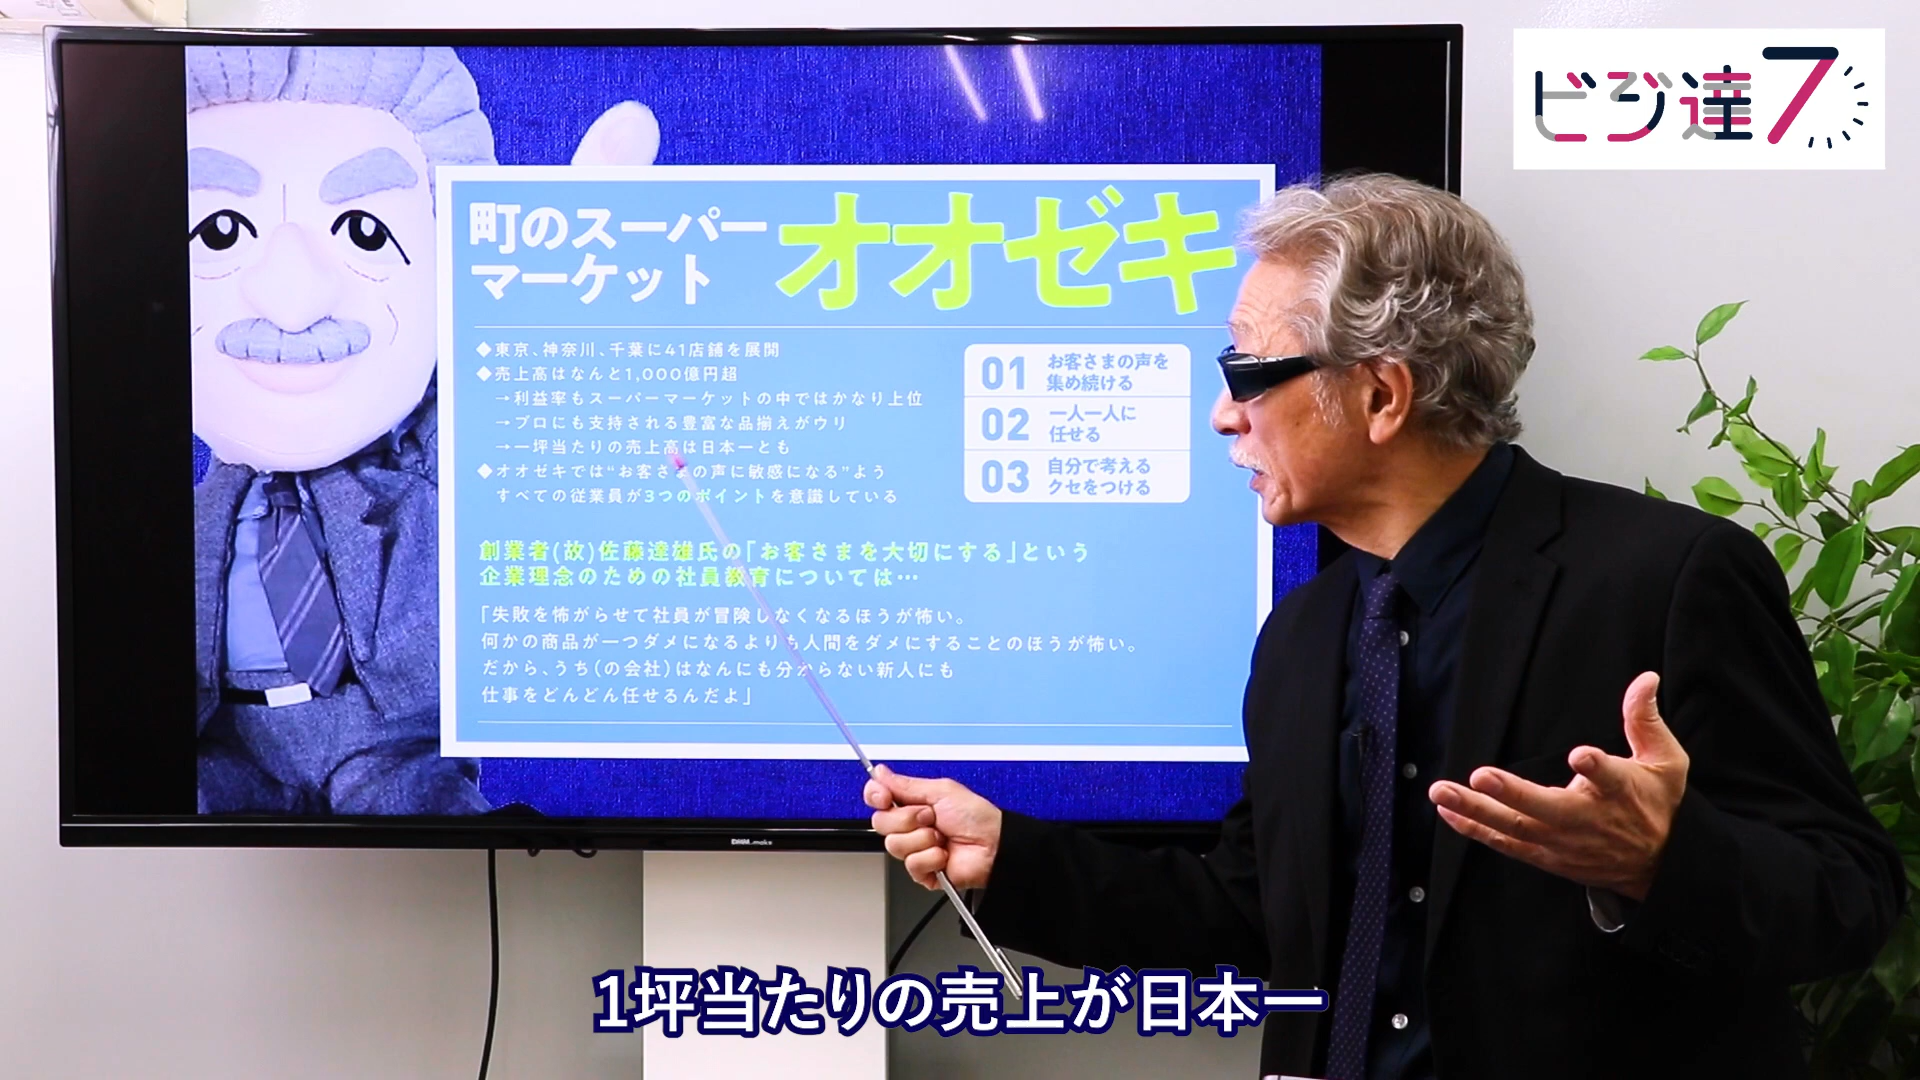 ビジ達7
町のスーパー
マーケット
オオゼキ
◆東京、神奈川、千葉に41店舗を展開
◆売上高はなんと1,000億円超
→利益率もスーパーマーケットの中ではかなり上位
→プロにも支持される豊富な品揃えがウリ
→一坪当たりの売上高は日本一とも
◆オオゼキでは“お客さまの声に敏感になる”よう
すべての従業員が3つのポイントを意識している
01 お客さまの声を
集め続ける
02 一人一人に
任せる
03 自分で考える
クセをつける
創業者(故)佐藤達雄氏の「お客さまを大切にする」という
企業理念のための社員教育については…
「失敗を怖がらせて社員が冒険しなくなるほうが怖い。
何かの商品が一つダメになるよりも人間をダメにすることのほうが怖い。
だから、うち(の会社)はなんにも分からない新人にも
仕事をどんどん任せるんだよ」
DMM.make
1坪当たりの売上が日本一